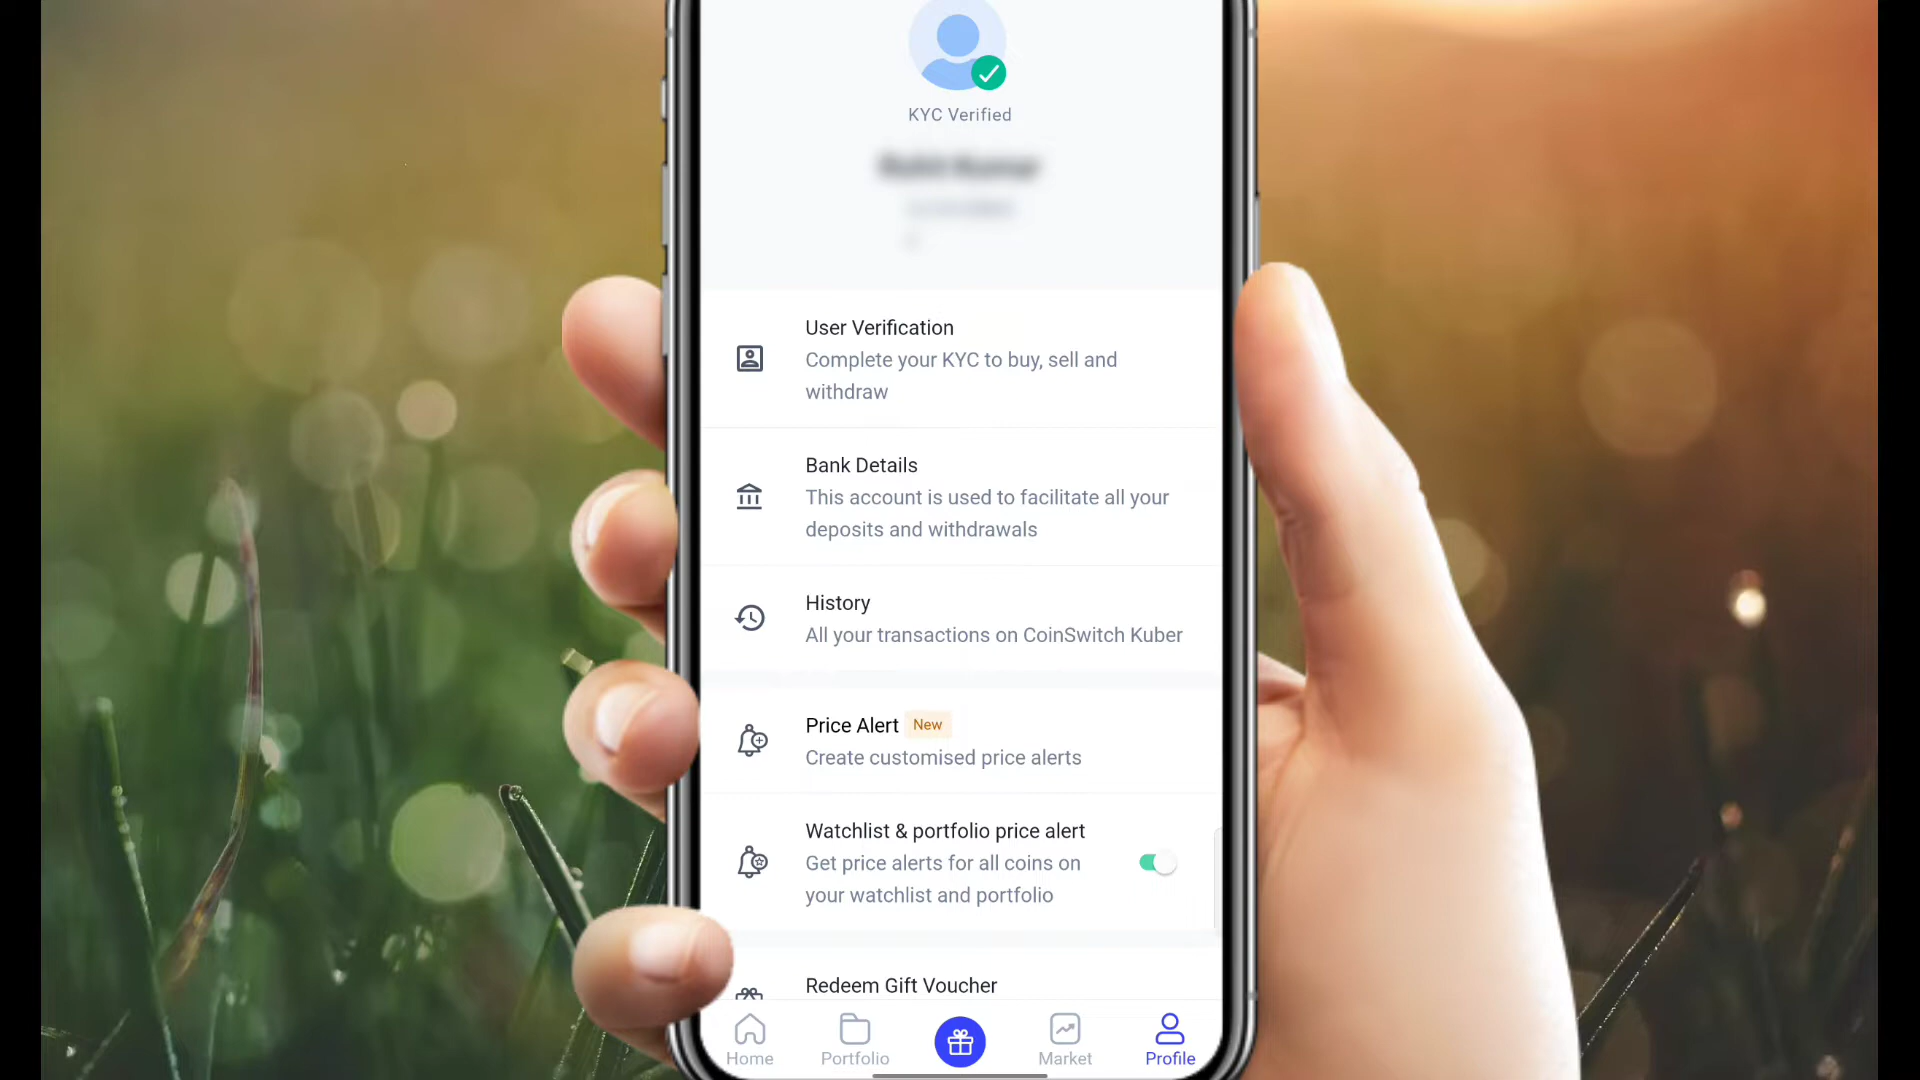 KYC Verified
User Verification
Complete your KYC to buy, sell and
withdraw
Bank Details
This account is used to facilitate all your
deposits and withdrawals
History
All your transactions on CoinSwitch Kuber
Price Alert New
Create customised price alerts
Watchlist & portfolio price alert
Get price alerts for all coins on
your watchlist and portfolio
Redeem Gift Voucher
Home Portfolio Market Profile